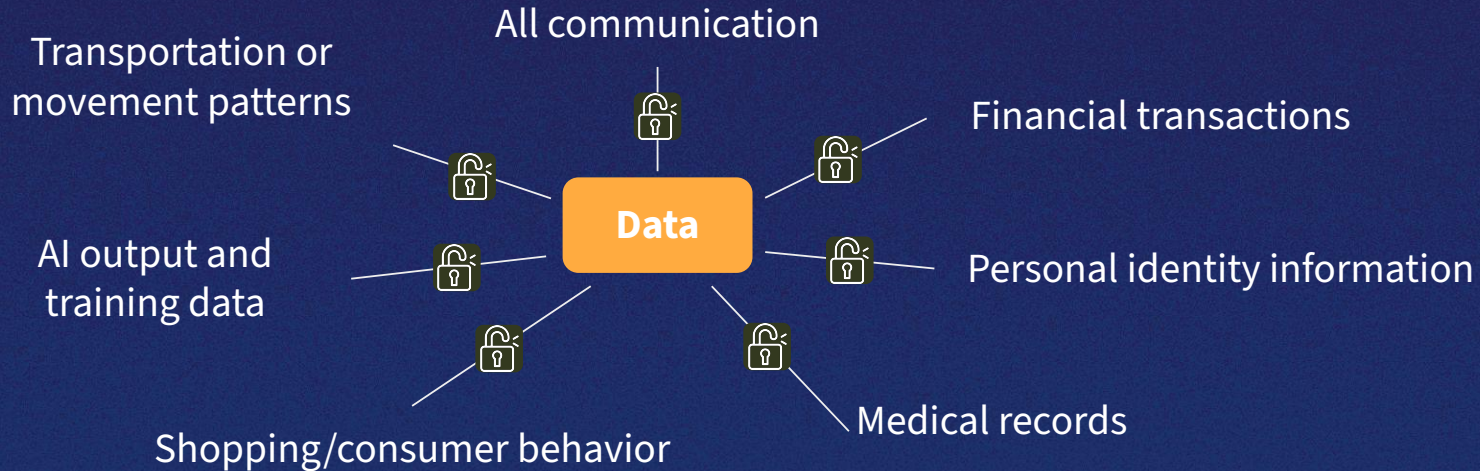 All communication
Transportation or
movement patterns
Financial transactions
Data
AI output and
training data
Personal identity information
Medical records
Shopping/consumer behavior